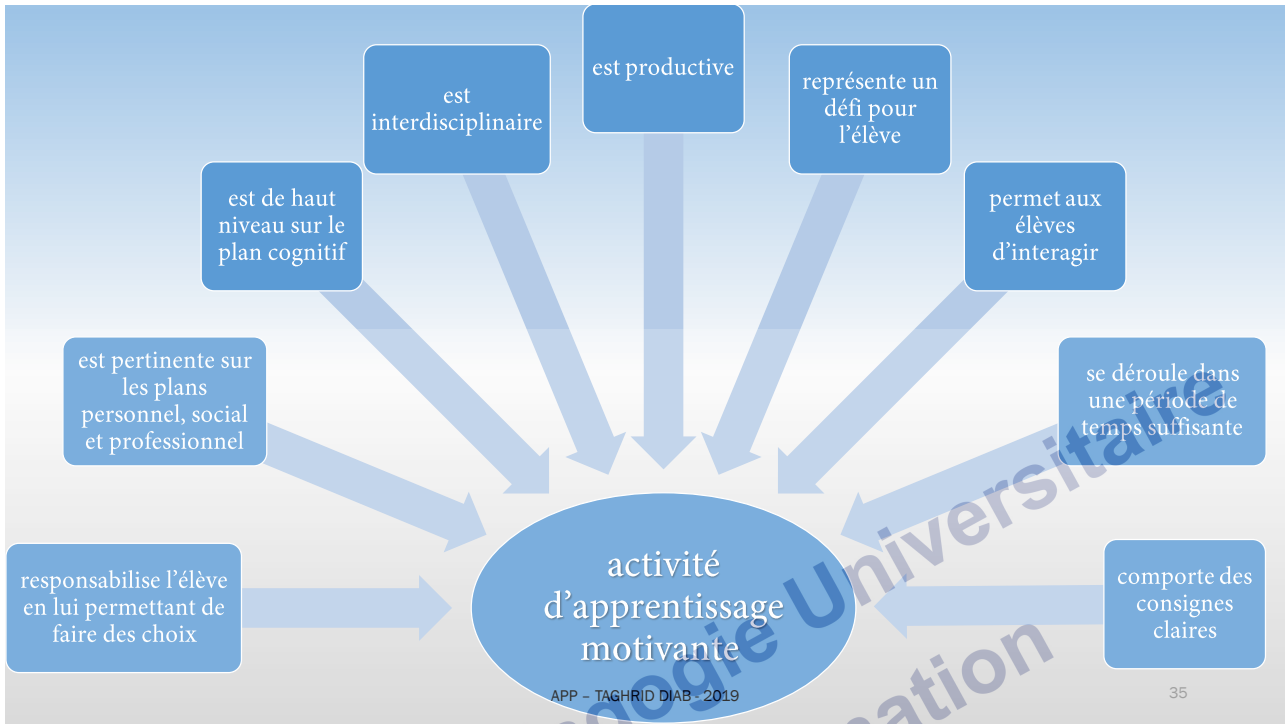 responsabilise l’élève
en lui permettant de
faire des choix
est pertinente sur
les plans
personnel, social
et professionnel
est de haut
niveau sur le
plan cognitif
est
interdisciplinaire
est productive
représente un
défi pour
l’élève
permet aux
élèves
d’interagir
se déroule dans
une période de
temps suffisante
comporte des
consignes
claires
activité
d’apprentissage
motivante
APP – TAGHRID DIAB - 2019
35
Universitaire